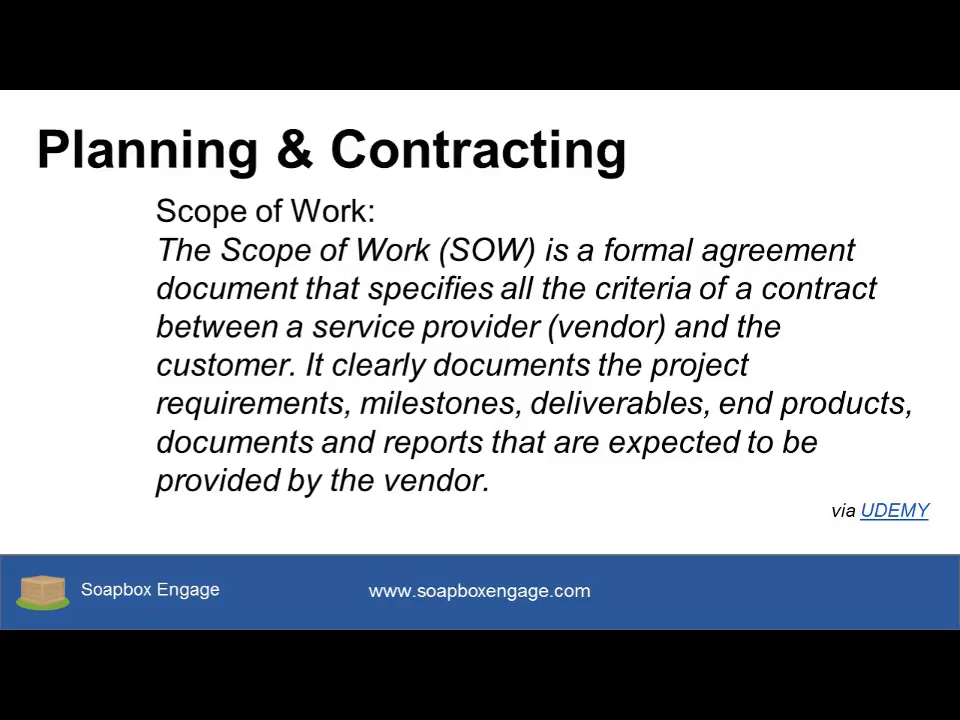 Planning & Contracting
Scope of Work:
The Scope of Work (SOW) is a formal agreement
document that specifies all the criteria of a contract
between a service provider (vendor) and the
customer. It clearly documents the project
requirements, milestones, deliverables, end products,
documents and reports that are expected to be
provided by the vendor.
via UDEMY
Soapbox Engage
www.soapboxengage.com